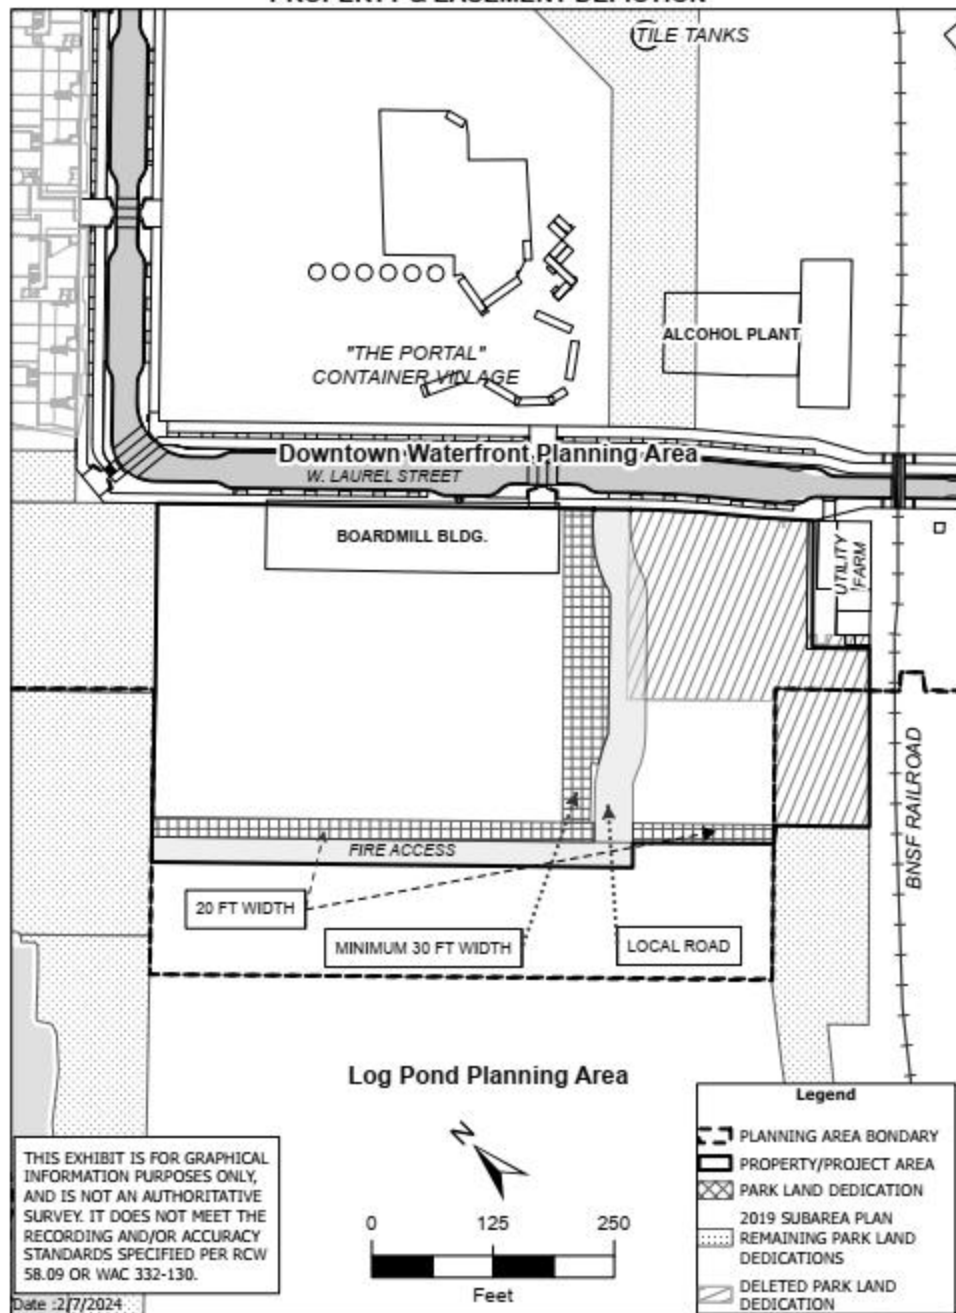 PROPERTY & EASEMENT DEPICTION
TILE TANKS
ALCOHOL PLANT
"THE PORTAL"
CONTAINER VILLAGE
Downtown Waterfront Planning Area
W. LAUREL STREET
BOARDMILL BLDG.
UTILITY
FARM
BNSF RAILROAD
FIRE ACCESS
20 FT WIDTH
MINIMUM 30 FT WIDTH
LOCAL ROAD
Log Pond Planning Area
Legend
PLANNING AREA BONDARY
PROPERTY/PROJECT AREA
PARK LAND DEDICATION
2019 SUBAREA PLAN
REMAINING PARK LAND
DEDICATIONS
DELETED PARK LAND
DEDICATION
THIS EXHIBIT IS FOR GRAPHICAL
INFORMATION PURPOSES ONLY,
AND IS NOT AN AUTHORITATIVE
SURVEY. IT DOES NOT MEET THE
RECORDING AND/OR ACCURACY
STANDARDS SPECIFIED PER RCW
58.09 OR WAC 332-130.
Date :2/7/2024
N
0 125 250
Feet